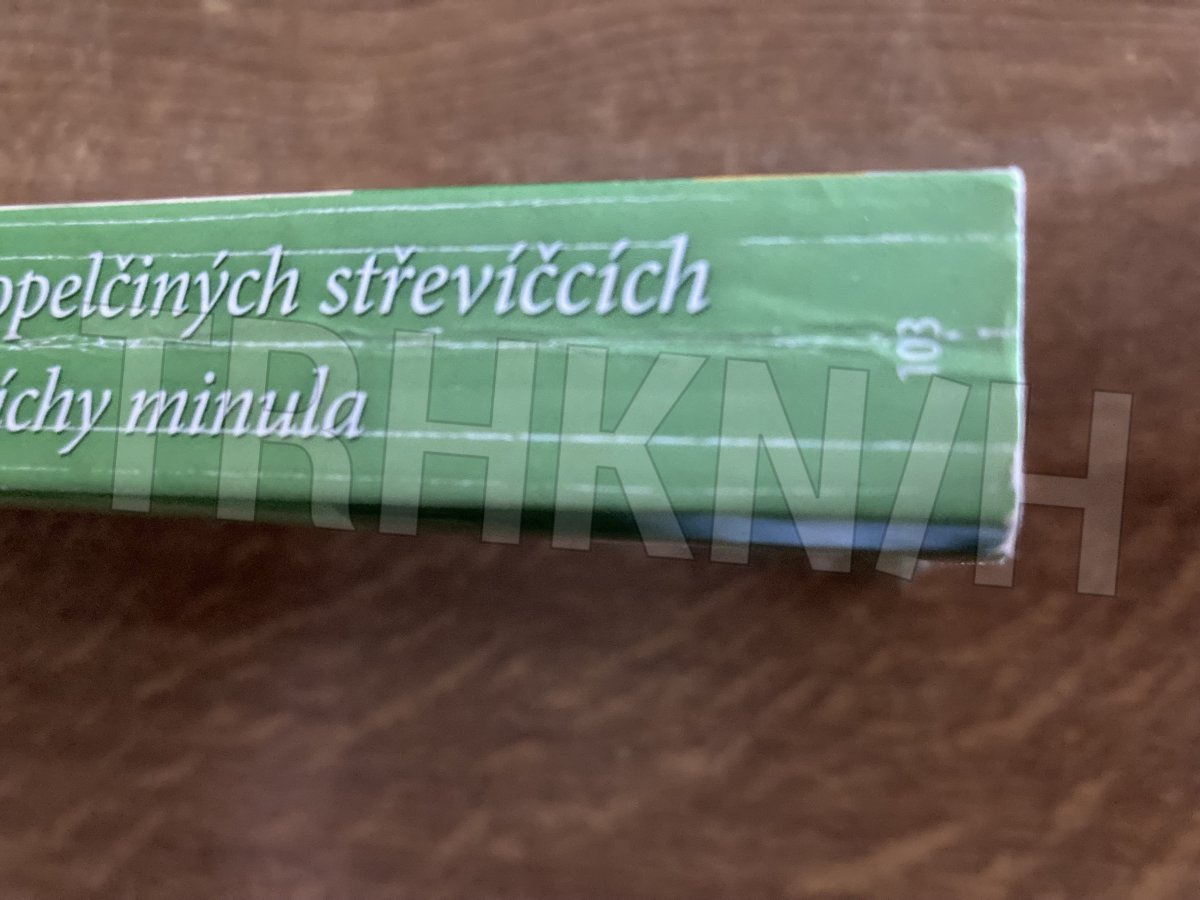 opelčiných střevíčcích
íchy minula
103
TRHKNIH